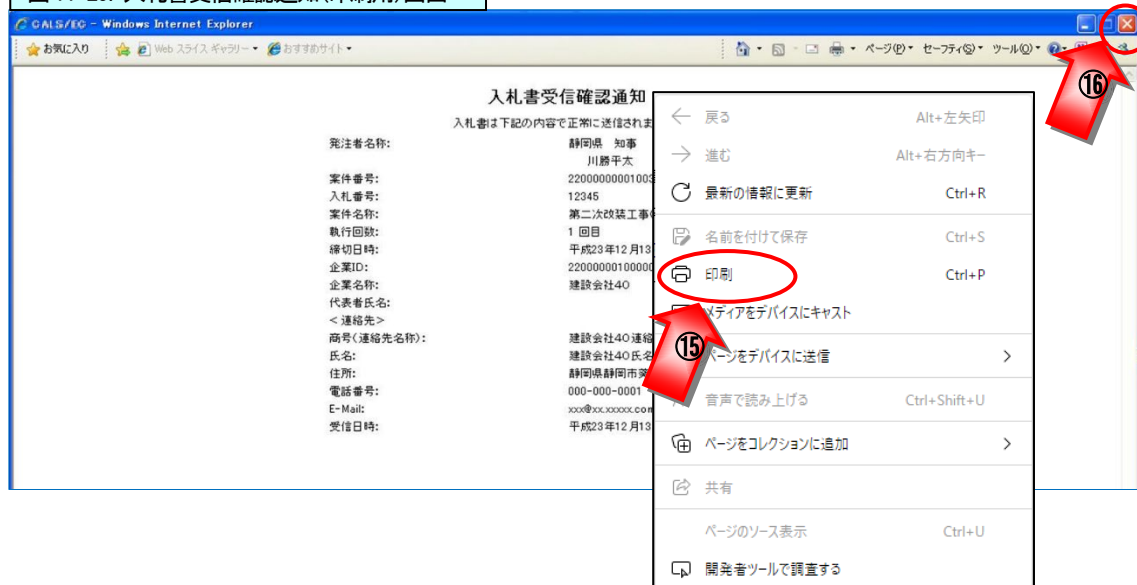 CALS/EC - Windows Internet Explorer
お気に入り Web スライス ギャラリー おすすめサイト ページ(P) セーフティ(S) ツール(O)
⑯
入札書受信確認通知
入札書は下記の内容で正常に送信されま
発注者名称: 静岡県 知事
川勝平太
案件番号: 22000000001003
入札番号: 12345
案件名称: 第二次改装工事
執行回数: 1 回目
締切日時: 平成23年12月13
企業ID: 22000000100000
企業名称: 建設会社40
代表者氏名:
<連絡先>
商号(連絡先名称): 建設会社40連絡
氏名: 建設会社40氏名
住所: 静岡県静岡市葵
電話番号: 000-000-0001
E-Mail: xxx@xx.xxxxx.com
受信日時: 平成23年12月13
戻る Alt+左矢印
進む Alt+右方向キー
最新の情報に更新 Ctrl+R
名前を付けて保存 Ctrl+S
印刷 Ctrl+P
メディアをデバイスにキャスト
⑮
ページをデバイスに送信
音声で読み上げる Ctrl+Shift+U
ページをコレクションに追加
共有
ページのソース表示 Ctrl+U
開発者ツールで調査する